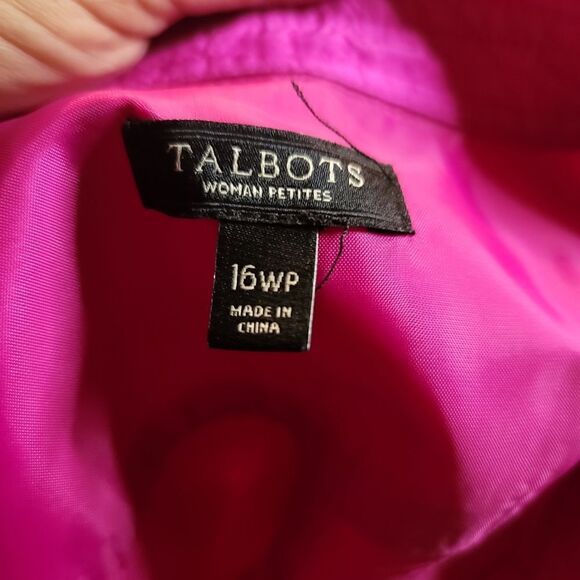 TALBOTS
WOMAN PETITES
16WP
MADE IN
CHINA